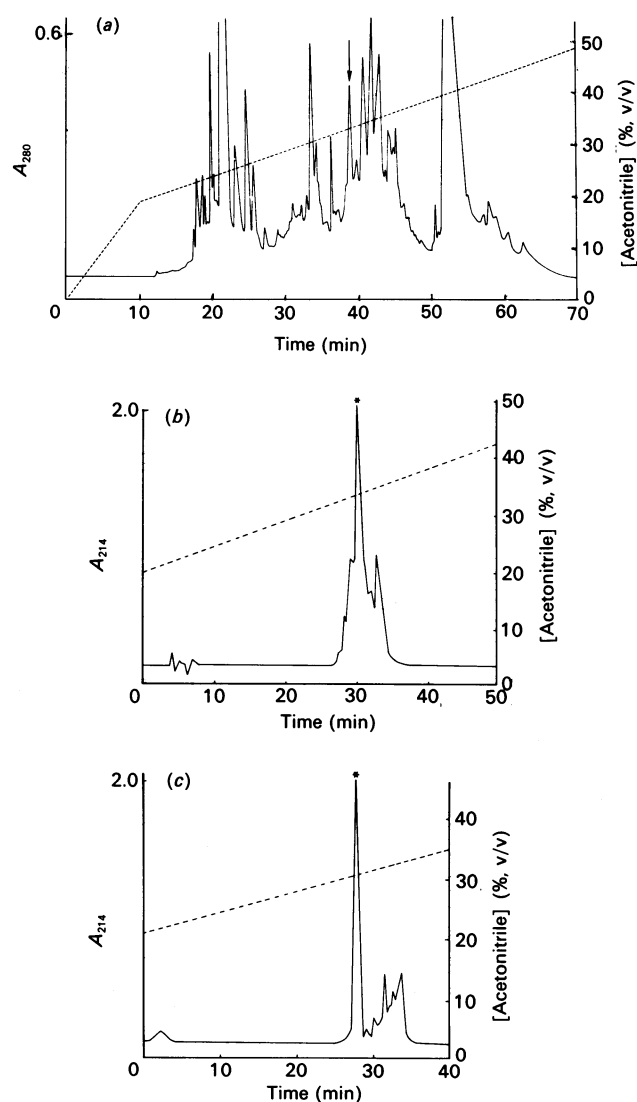 (a)
0.6
A280
50
40
30
20
10
0
[Acetonitrile] (%, v/v)
0 10 20 30 40 50 60 70
Time (min)
(b)
*
2.0
A214
50
40
30
20
10
0
[Acetonitrile] (%, v/v)
0 10 20 30 40 50
Time (min)
(c)
*
2.0
A214
40
30
20
10
0
[Acetonitrile] (%, v/v)
0 10 20 30 40
Time (min)